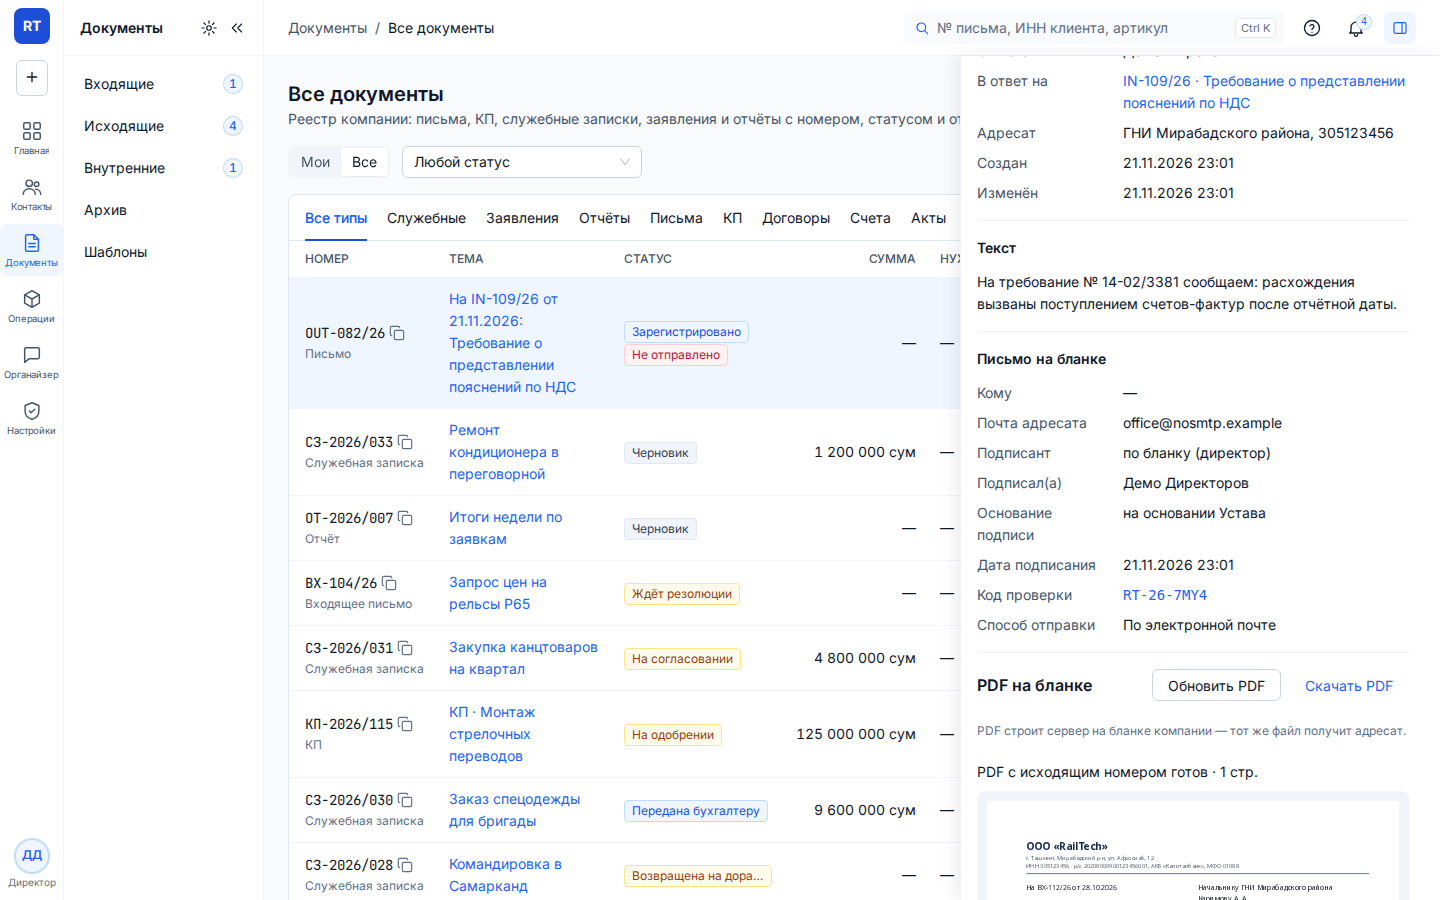 RT
Главная
Контакты
Документы
Операции
Органайзер
Настройки
ДД
Директор
Документы
Входящие 1
Исходящие 4
Внутренние 1
Архив
Шаблоны
Документы / Все документы
№ письма, ИНН клиента, артикул Ctrl K
4
Все документы
Реестр компании: письма, КП, служебные записки, заявления и отчёты с номером, статусом и от
Мои Все Любой статус
Все типы Служебные Заявления Отчёты Письма КП Договоры Счета Акты
НОМЕР ТЕМА СТАТУС СУММА НУЖ
OUT-082/26
Письмо
На IN-109/26 от
21.11.2026:
Требование о
представлении
пояснений по НДС
Зарегистрировано
Не отправлено
— —
СЗ-2026/033
Служебная записка
Ремонт
кондиционера в
переговорной
Черновик
1 200 000 сум —
ОТ-2026/007
Отчёт
Итоги недели по
заявкам
Черновик
— —
ВХ-104/26
Входящее письмо
Запрос цен на
рельсы Р65
Ждёт резолюции
— —
СЗ-2026/031
Служебная записка
Закупка канцтоваров
на квартал
На согласовании
4 800 000 сум —
КП-2026/115
КП
КП · Монтаж
стрелочных
переводов
На одобрении
125 000 000 сум —
СЗ-2026/030
Служебная записка
Заказ спецодежды
для бригады
Передана бухгалтеру
9 600 000 сум —
СЗ-2026/028
Служебная записка
Командировка в
Самарканд
Возвращена на дора...
— —
В ответ на IN-109/26 · Требование о представлении
пояснений по НДС
Адресат ГНИ Мирабадского района, 305123456
Создан 21.11.2026 23:01
Изменён 21.11.2026 23:01
Текст
На требование № 14-02/3381 сообщаем: расхождения
вызваны поступлением счетов-фактур после отчётной даты.
Письмо на бланке
Кому —
Почта адресата office@nosmtp.example
Подписант по бланку (директор)
Подписал(а) Демо Директоров
Основание на основании Устава
подписи
Дата подписания 21.11.2026 23:01
Код проверки RT-26-7MY4
Способ отправки По электронной почте
PDF на бланке Обновить PDF Скачать PDF
PDF строит сервер на бланке компании — тот же файл получит адресат.
PDF с исходящим номером готов · 1 стр.
ООО «RailTech»
На ВХ-112/26 от 28.10.2026 Начальнику ГНИ Мирабадского района
Каримову А. А.